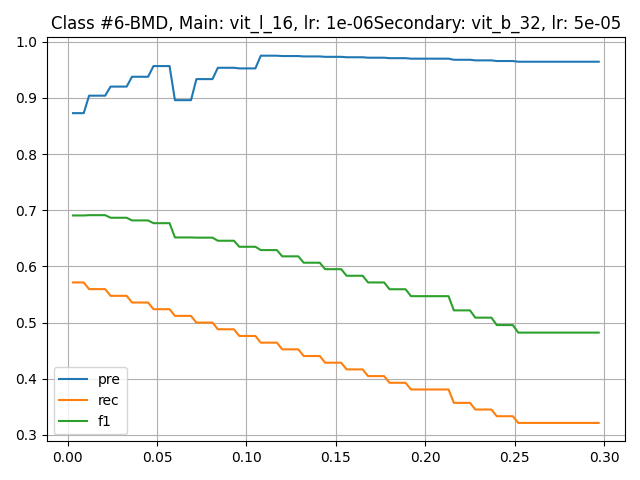 Class #6-BMD, Main: vit_l_16, lr: 1e-06Secondary: vit_b_32, lr: 5e-05
1.0
0.9
0.8
0.7
0.6
0.5
0.4
0.3
pre
rec
f1
0.00 0.05 0.10 0.15 0.20 0.25 0.30